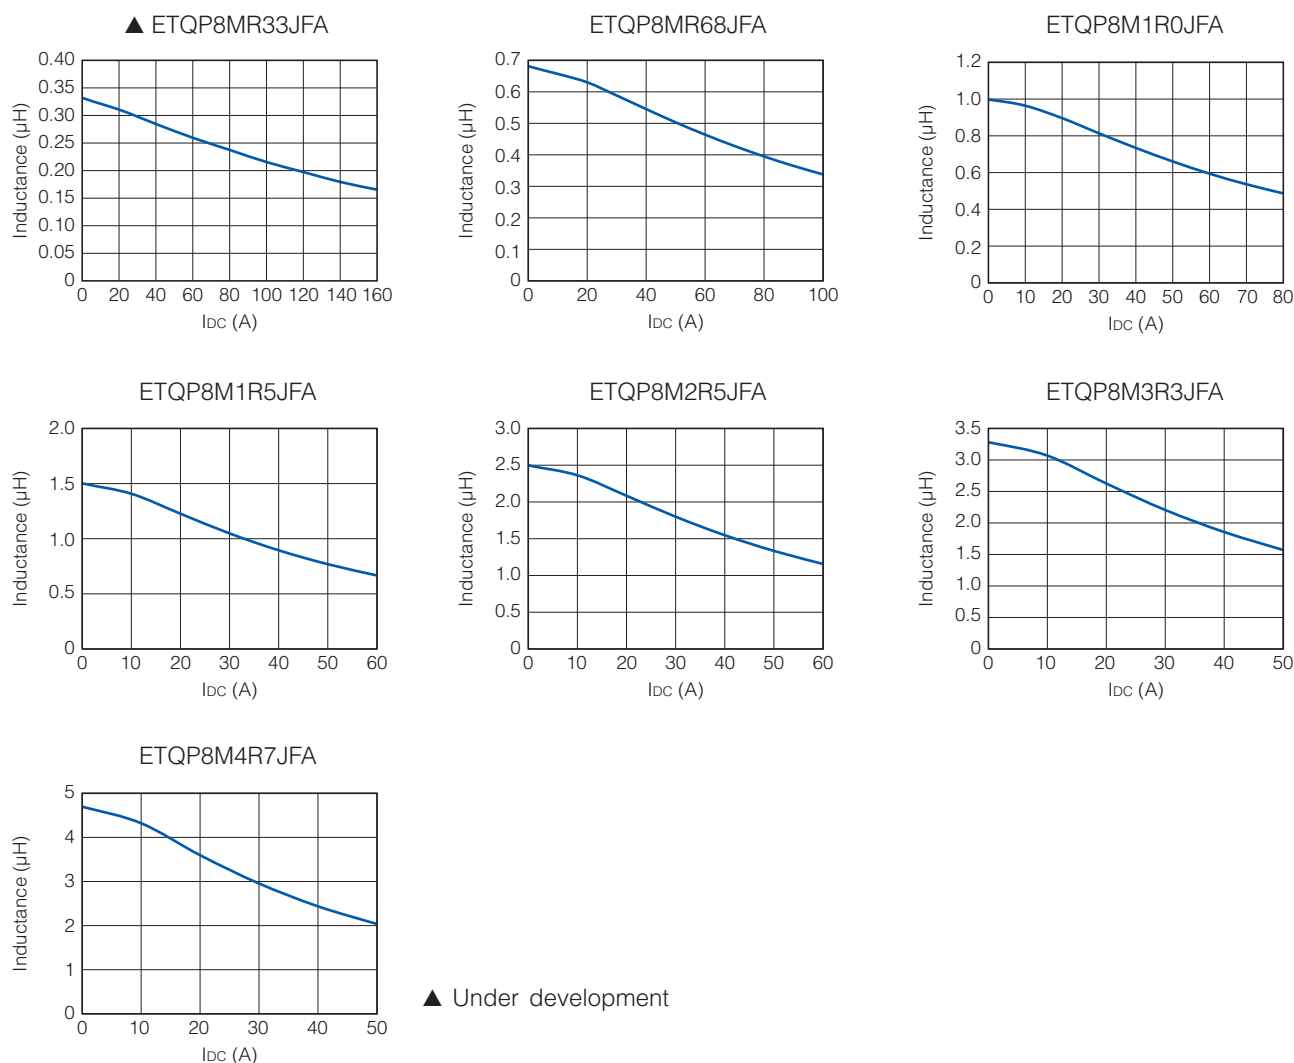 ▲ ETQP8MR33JFA
Inductance (µH)
0.40
0.35
0.30
0.25
0.20
0.15
0.10
0.05
0
0 20 40 60 80 100 120 140 160
IDC (A)
ETQP8MR68JFA
Inductance (µH)
0.7
0.6
0.5
0.4
0.3
0.2
0.1
0
0 20 40 60 80 100
IDC (A)
ETQP8M1R0JFA
Inductance (µH)
1.2
1.0
0.8
0.6
0.4
0.2
0
0 10 20 30 40 50 60 70 80
IDC (A)
ETQP8M1R5JFA
Inductance (µH)
2.0
1.5
1.0
0.5
0
0 10 20 30 40 50 60
IDC (A)
ETQP8M2R5JFA
Inductance (µH)
3.0
2.5
2.0
1.5
1.0
0.5
0
0 10 20 30 40 50 60
IDC (A)
ETQP8M3R3JFA
Inductance (µH)
3.5
3.0
2.5
2.0
1.5
1.0
0.5
0
0 10 20 30 40 50
IDC (A)
ETQP8M4R7JFA
Inductance (µH)
5
4
3
2
1
0
0 10 20 30 40 50
IDC (A)
▲ Under development